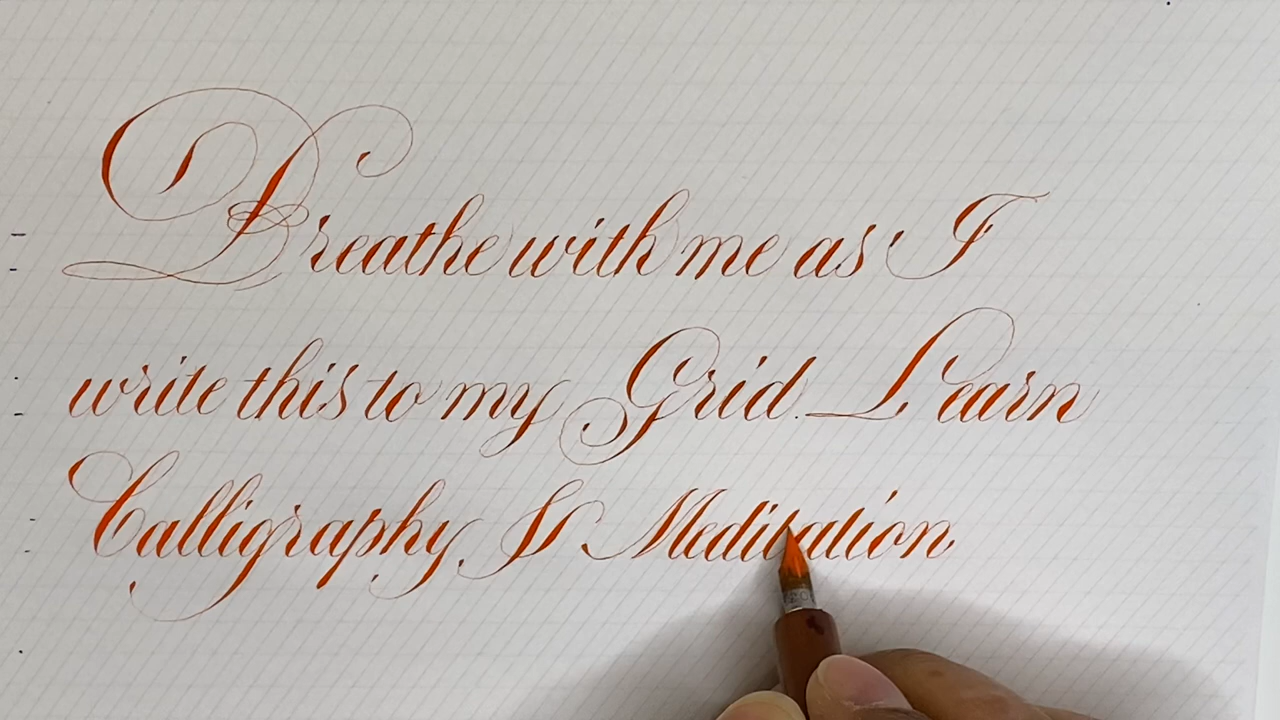 Breathe with me as I
write this to my Grid. Learn
Calligraphy & Meditation